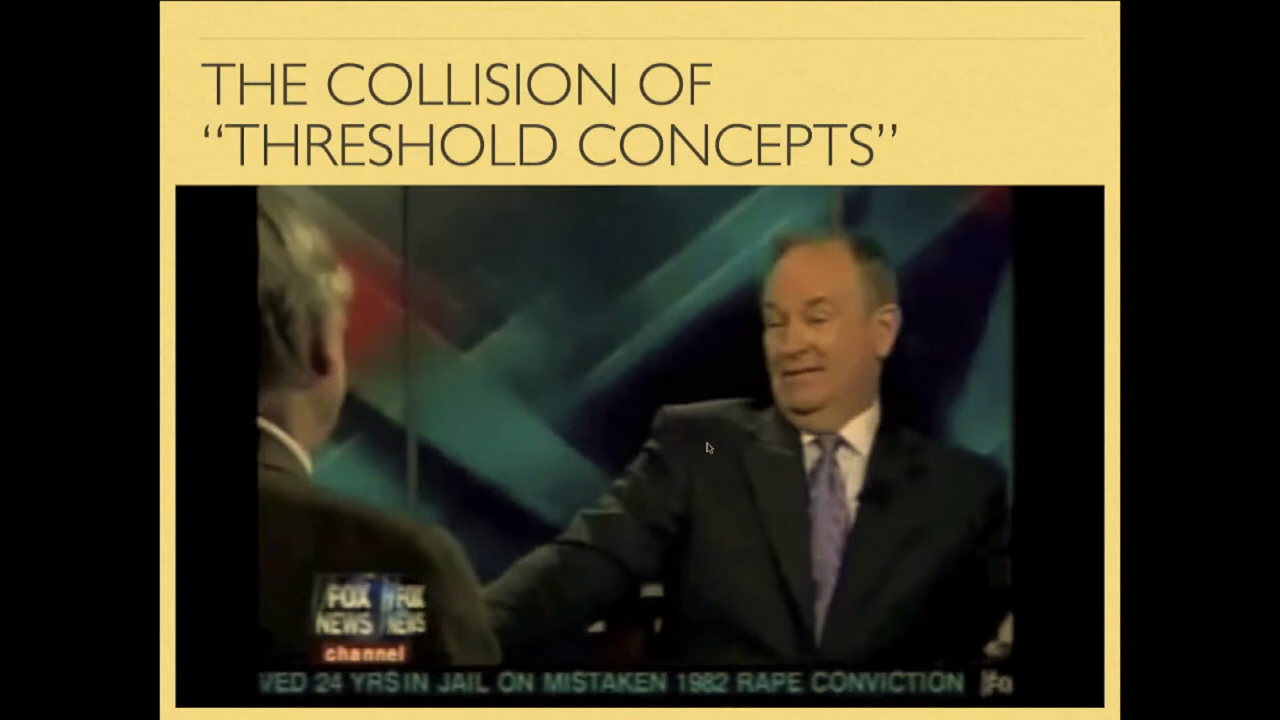 THE COLLISION OF
“THRESHOLD CONCEPTS”
FOX FOX
NEWS NEWS
channel
VED 24 YRS IN JAIL ON MISTAKEN 1982 RAPE CONVICTION